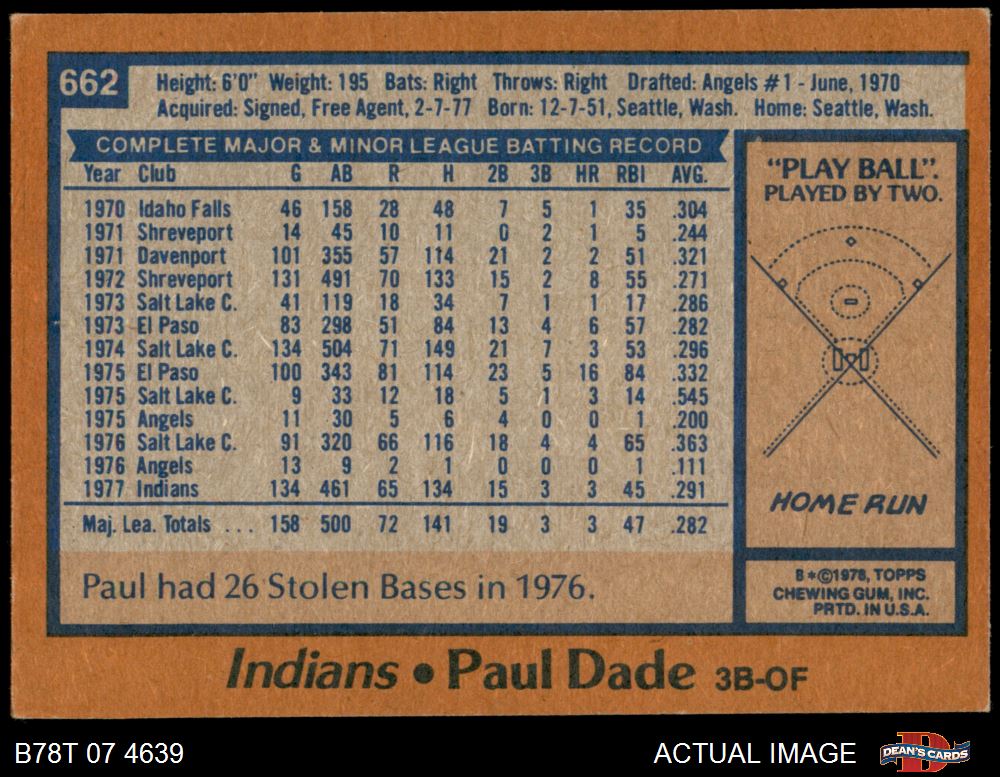 662
Height: 6'0" Weight: 195 Bats: Right Throws: Right Drafted: Angels #1 - June, 1970
Acquired: Signed, Free Agent, 2-7-77 Born: 12-7-51, Seattle, Wash. Home: Seattle, Wash.
COMPLETE MAJOR & MINOR LEAGUE BATTING RECORD
Year Club G AB R H 2B 3B HR RBI AVG.
1970 Idaho Falls 46 158 28 48 7 5 1 35 .304
1971 Shreveport 14 45 10 11 0 2 1 5 .244
1971 Davenport 101 355 57 114 21 2 2 51 .321
1972 Shreveport 131 491 70 133 15 2 8 55 .271
1973 Salt Lake C. 41 119 18 34 7 1 1 17 .286
1973 El Paso 83 298 51 84 13 4 6 57 .282
1974 Salt Lake C. 134 504 71 149 21 7 3 53 .296
1975 El Paso 100 343 81 114 23 5 16 84 .332
1975 Salt Lake C. 9 33 12 18 5 1 3 14 .545
1975 Angels 11 30 5 6 4 0 0 1 .200
1976 Salt Lake C. 91 320 66 116 18 4 4 65 .363
1976 Angels 13 9 2 1 0 0 0 1 .111
1977 Indians 134 461 65 134 15 3 3 45 .291
Maj. Lea. Totals ... 158 500 72 141 19 3 3 47 .282
Paul had 26 Stolen Bases in 1976.
"PLAY BALL".
PLAYED BY TWO.
HOME RUN
B*©1978, TOPPS
CHEWING GUM, INC.
PRTD. IN U.S.A.
Indians • Paul Dade 3B-OF
B78T 07 4639
ACTUAL IMAGE
DEAN'S CARDS